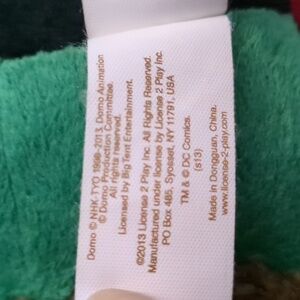 Domo © NHK-TYO 1998-2013, Domo Animation
© Domo Production Committee.
All rights reserved.
Licensed by Big Tent Entertainment.
©2013 License 2 Play Inc. All Rights Reserved.
Manufactured under license by License 2 Play Inc.
PO Box 485, Syosset, NY 11791, USA
TM & © DC Comics.
(s13)
Made in Dongguan, China.
www.license-2-play.com